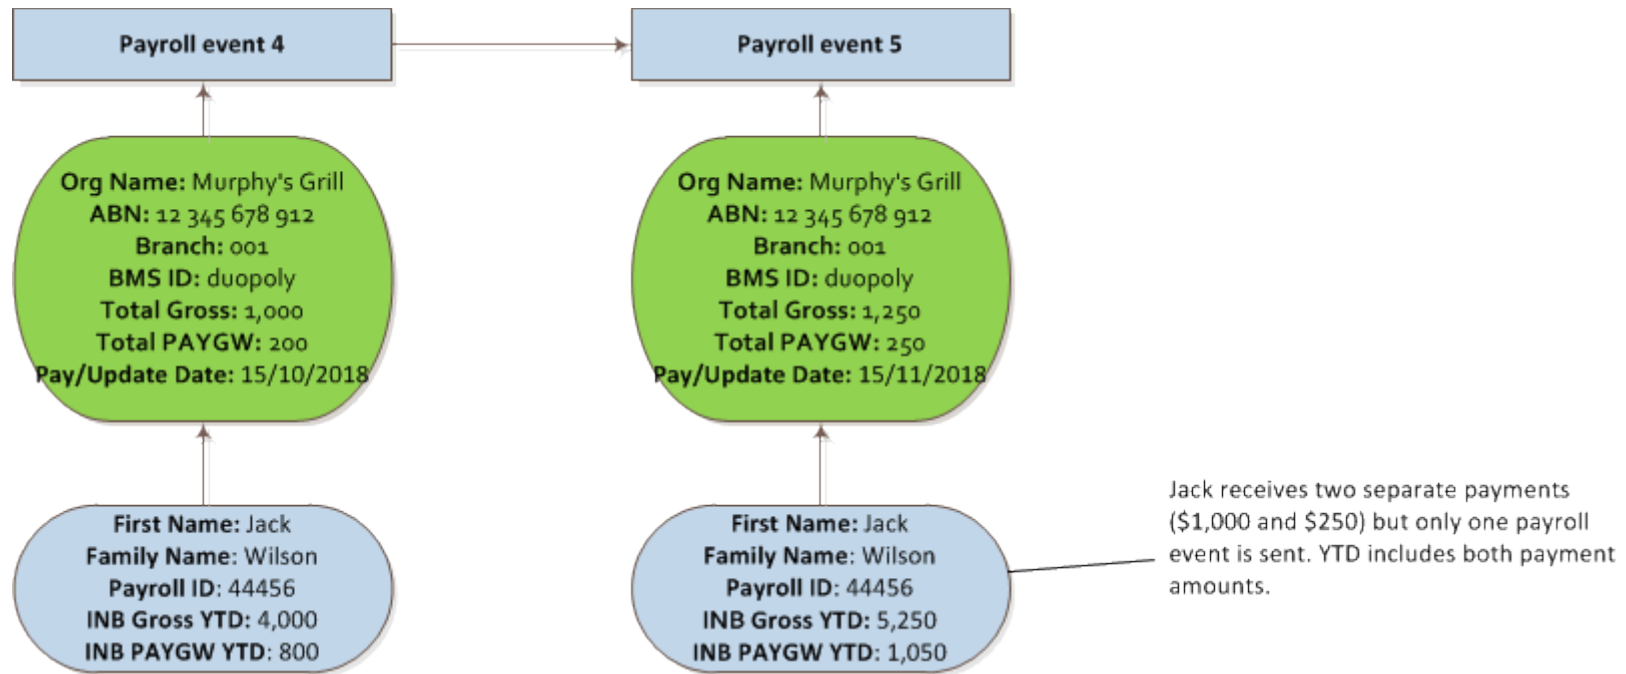 Payroll event 4
Payroll event 5
Org Name: Murphy's Grill
ABN: 12 345 678 912
Branch: 001
BMS ID: duopoly
Total Gross: 1,000
Total PAYGW: 200
Pay/Update Date: 15/10/2018
Org Name: Murphy's Grill
ABN: 12 345 678 912
Branch: 001
BMS ID: duopoly
Total Gross: 1,250
Total PAYGW: 250
Pay/Update Date: 15/11/2018
First Name: Jack
Family Name: Wilson
Payroll ID: 44456
INB Gross YTD: 4,000
INB PAYGW YTD: 800
First Name: Jack
Family Name: Wilson
Payroll ID: 44456
INB Gross YTD: 5,250
INB PAYGW YTD: 1,050
Jack receives two separate payments
($1,000 and $250) but only one payroll
event is sent. YTD includes both payment
amounts.